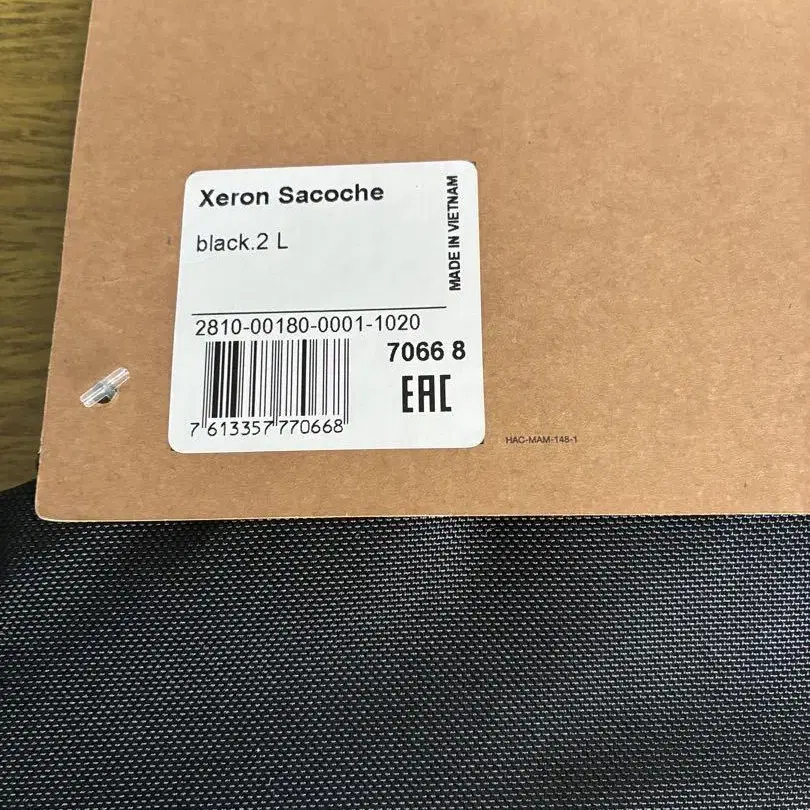 Xeron Sacoche
black.2 L
MADE IN VIETNAM
2810-00180-0001-1020
7066 8
EAC
7 613357 770668
HAC-MAM-148-1